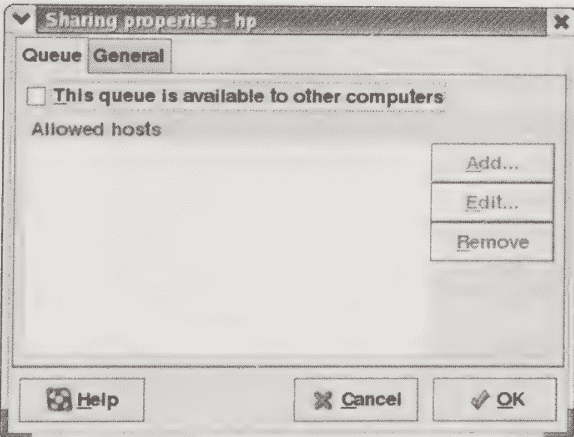 Sharing properties - hp
Queue General
This queue is available to other computers
Allowed hosts
Add...
Edit...
Remove
Help Cancel OK